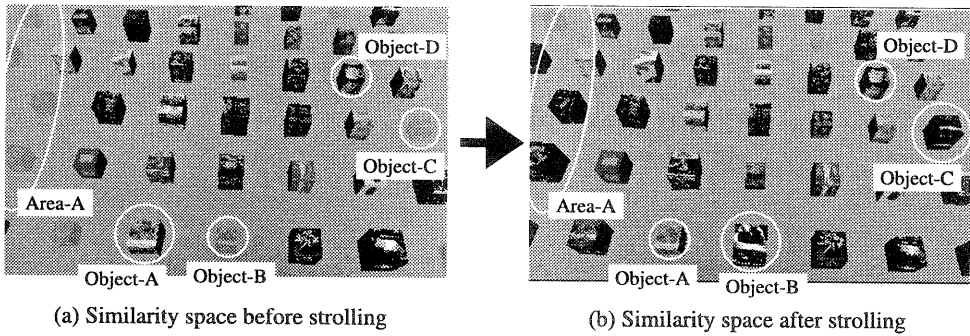 Object-D
Object-C
Area-A
Object-A
Object-B
(a) Similarity space before strolling
Object-D
Object-C
Area-A
Object-A
Object-B
(b) Similarity space after strolling